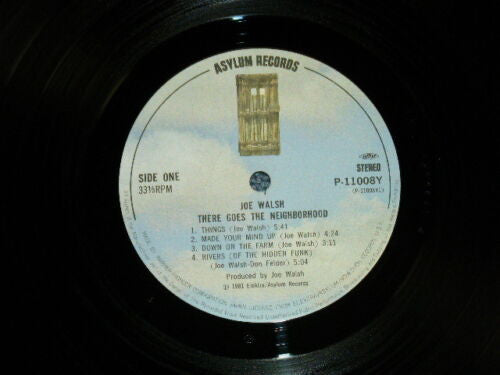 ASYLUM RECORDS
SIDE ONE
33⅓RPM
STEREO
P-11008Y
JOE WALSH
THERE GOES THE NEIGHBORHOOD
1. THINGS (Joe Walsh) 5:41
2. MADE YOUR MIND UP (Joe Walsh) 4:24
3. DOWN ON THE FARM (Joe Walsh) 3:13
4. RIVERS (OF THE HIDDEN FUNK)
(Joe Walsh-Don Felder) 5:04
Produced by Joe Walsh
℗ 1981 Elektra/Asylum Records